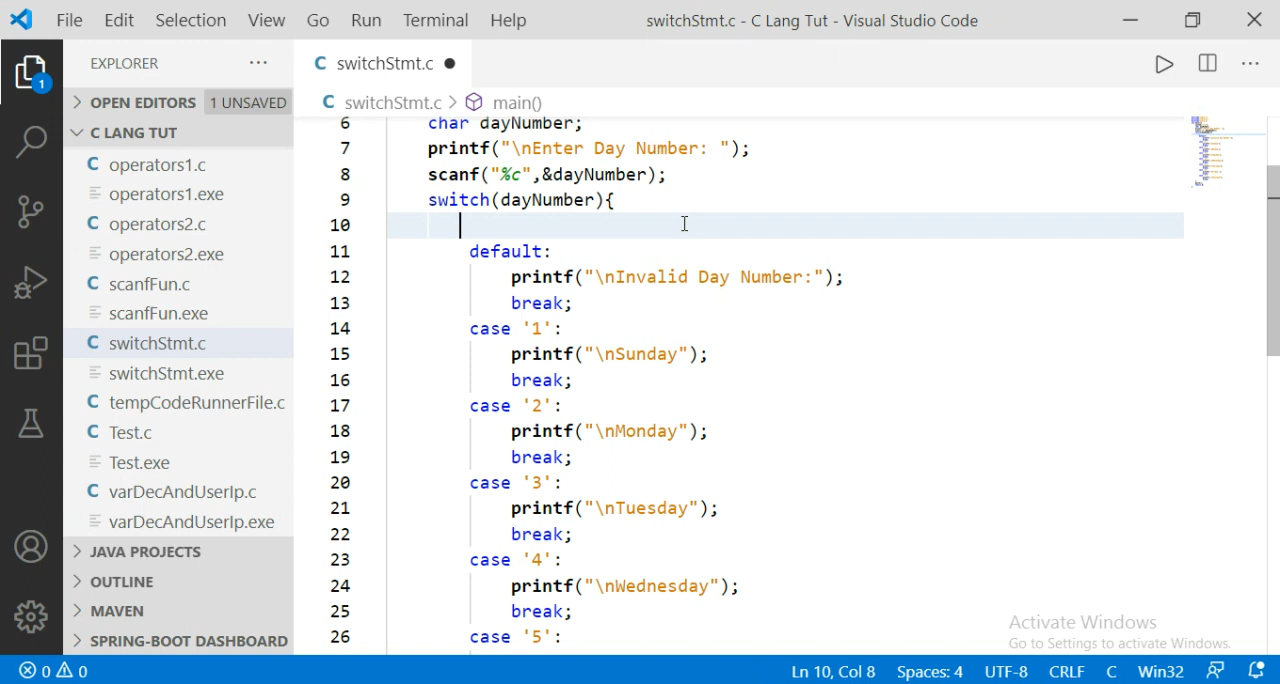 File Edit Selection View Go Run Terminal Help switchStmt.c - C Lang Tut - Visual Studio Code
EXPLORER ···
C switchStmt.c ●
OPEN EDITORS 1 UNSAVED
C switchStmt.c > main()
C LANG TUT
1
C operators1.c
operators1.exe
C operators2.c
operators2.exe
C scanfFun.c
scanfFun.exe
C switchStmt.c
switchStmt.exe
C tempCodeRunnerFile.c
C Test.c
Test.exe
C varDecAndUserIp.c
varDecAndUserIp.exe
JAVA PROJECTS
OUTLINE
MAVEN
SPRING-BOOT DASHBOARD
6 char dayNumber;
7 printf("\nEnter Day Number: ");
8 scanf("%c",&dayNumber);
9 switch(dayNumber){
10
11 default:
12 printf("\nInvalid Day Number:");
13 break;
14 case '1':
15 printf("\nSunday");
16 break;
17 case '2':
18 printf("\nMonday");
19 break;
20 case '3':
21 printf("\nTuesday");
22 break;
23 case '4':
24 printf("\nWednesday");
25 break;
26 case '5':
Activate Windows
Go to Settings to activate Windows.
0 0 Ln 10, Col 8 Spaces: 4 UTF-8 CRLF C Win32